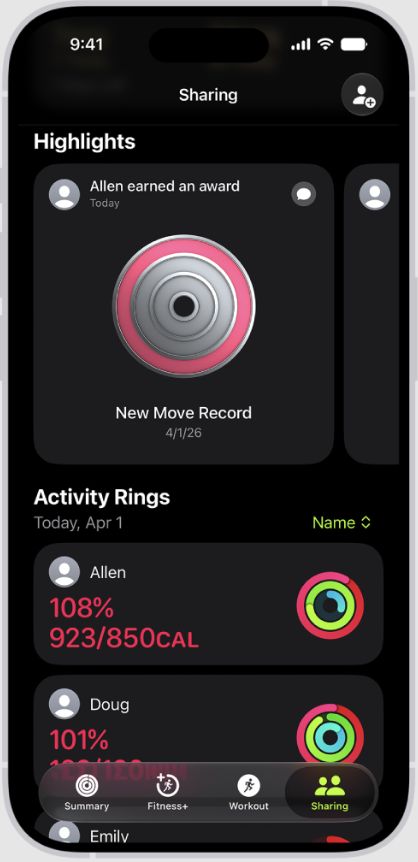 9:41
Sharing
Highlights
Allen earned an award
Today
New Move Record
4/1/26
Activity Rings
Today, Apr 1
Name
Allen
108%
923/850CAL
Doug
101%
Summary
Fitness+
Workout
Sharing
Emily